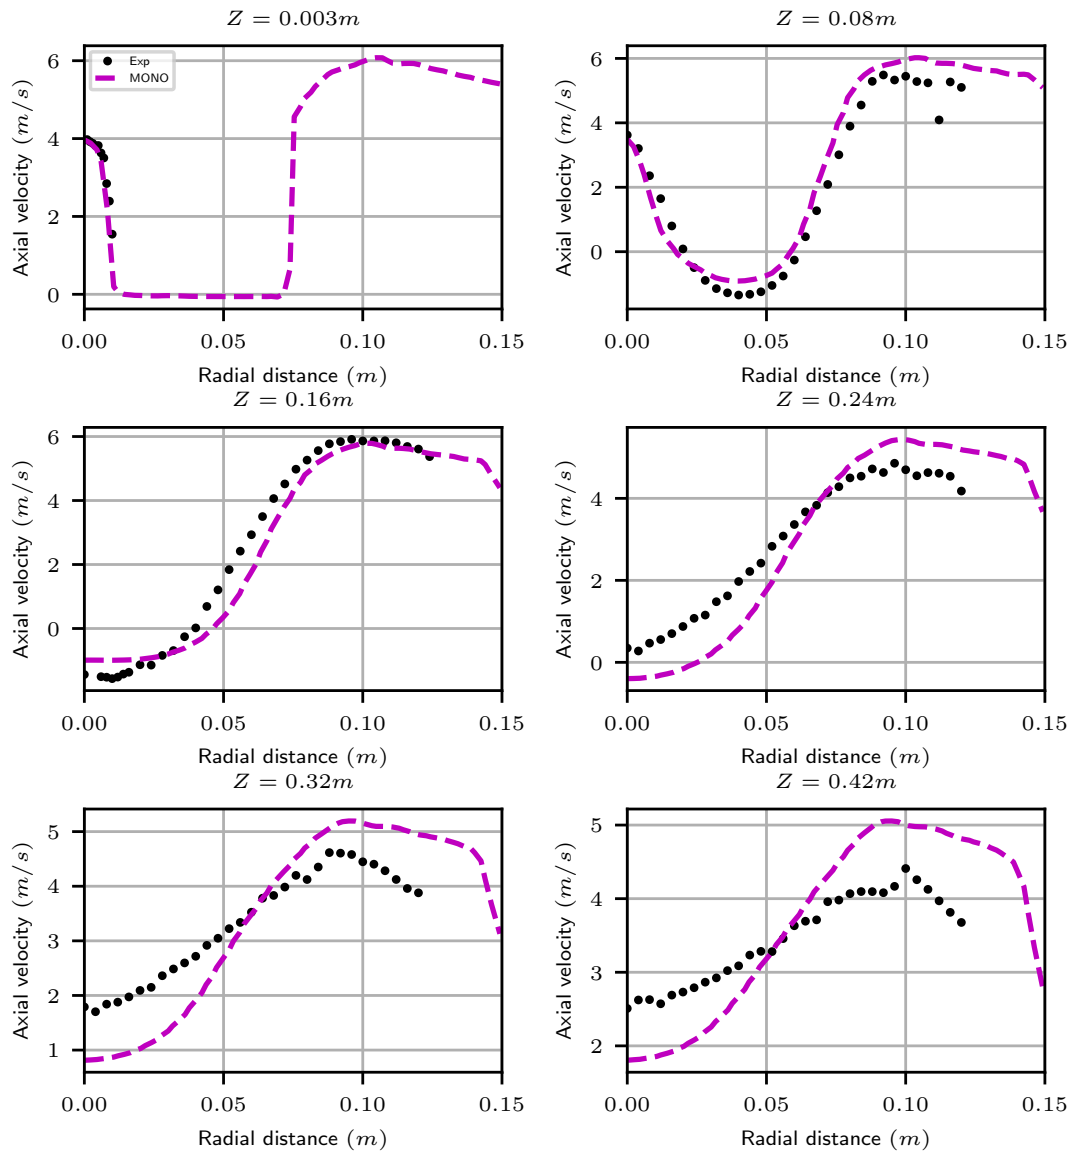 Z = 0.003m
Axial velocity (m/s)
6
4
2
0
Exp
MONO
0.00 0.05 0.10 0.15
Radial distance (m)
Z = 0.08m
Axial velocity (m/s)
6
4
2
0
0.00 0.05 0.10 0.15
Radial distance (m)
Z = 0.16m
Axial velocity (m/s)
6
4
2
0
0.00 0.05 0.10 0.15
Radial distance (m)
Z = 0.24m
Axial velocity (m/s)
4
2
0
0.00 0.05 0.10 0.15
Radial distance (m)
Z = 0.32m
Axial velocity (m/s)
5
4
3
2
1
0.00 0.05 0.10 0.15
Radial distance (m)
Z = 0.42m
Axial velocity (m/s)
5
4
3
2
0.00 0.05 0.10 0.15
Radial distance (m)